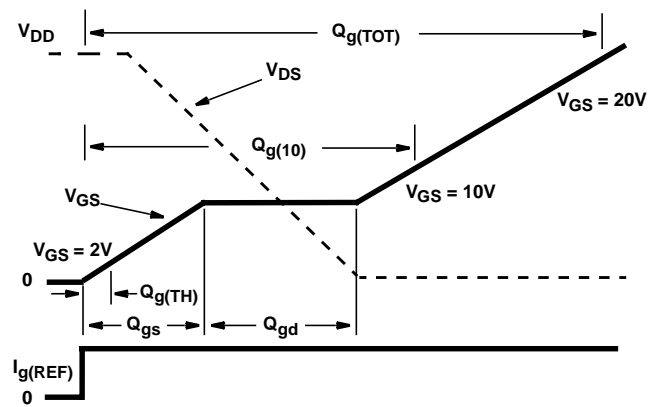 V_DD
Q_g(TOT)
V_DS
V_GS = 20V
Q_g(10)
V_GS
V_GS = 10V
V_GS = 2V
0
Q_g(TH)
Q_gs
Q_gd
I_g(REF)
0